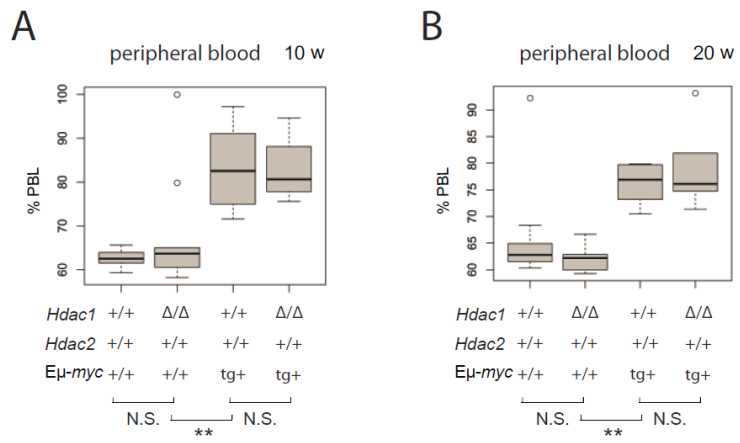 A
peripheral blood 10 w
% PBL
100
90
80
70
60
Hdac1 +/+ Δ/Δ +/+ Δ/Δ
Hdac2 +/+ +/+ +/+ +/+
Eμ-myc +/+ +/+ tg+ tg+
N.S. ** N.S.
B
peripheral blood 20 w
% PBL
90
85
80
75
70
65
60
Hdac1 +/+ Δ/Δ +/+ Δ/Δ
Hdac2 +/+ +/+ +/+ +/+
Eμ-myc +/+ +/+ tg+ tg+
N.S. ** N.S.